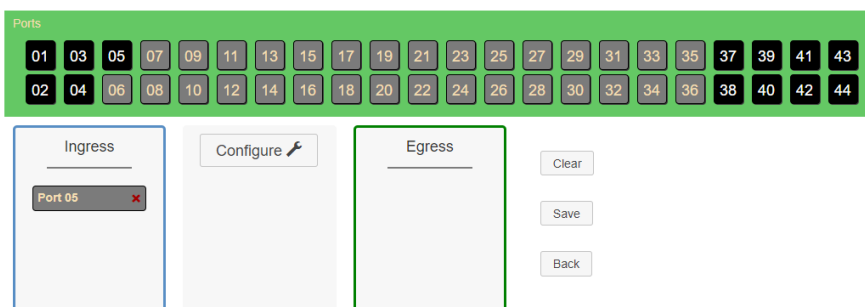 Ports
01 03 05 07 09 11 13 15 17 19 21 23 25 27 29 31 33 35 37 39 41 43
02 04 06 08 10 12 14 16 18 20 22 24 26 28 30 32 34 36 38 40 42 44
Ingress
Port 05
Configure
Egress
Clear
Save
Back